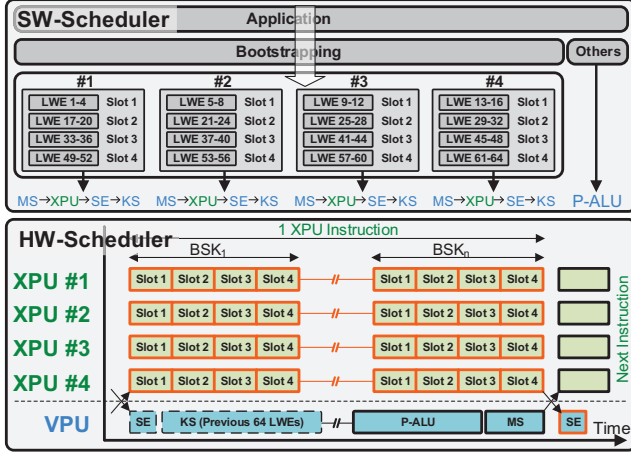 SW-Scheduler Application
Bootstrapping Others
#1 #2 #3 #4
LWE 1-4 Slot 1 LWE 5-8 Slot 1 LWE 9-12 Slot 1 LWE 13-16 Slot 1
LWE 17-20 Slot 2 LWE 21-24 Slot 2 LWE 25-28 Slot 2 LWE 29-32 Slot 2
LWE 33-36 Slot 3 LWE 37-40 Slot 3 LWE 41-44 Slot 3 LWE 45-48 Slot 3
LWE 49-52 Slot 4 LWE 53-56 Slot 4 LWE 57-60 Slot 4 LWE 61-64 Slot 4
MS→XPU→SE→KS MS→XPU→SE→KS MS→XPU→SE→KS MS→XPU→SE→KS P-ALU
HW-Scheduler 1 XPU Instruction
BSK1 BSKn
XPU #1 Slot 1 Slot 2 Slot 3 Slot 4 // Slot 1 Slot 2 Slot 3 Slot 4
XPU #2 Slot 1 Slot 2 Slot 3 Slot 4 // Slot 1 Slot 2 Slot 3 Slot 4
XPU #3 Slot 1 Slot 2 Slot 3 Slot 4 // Slot 1 Slot 2 Slot 3 Slot 4
XPU #4 Slot 1 Slot 2 Slot 3 Slot 4 // Slot 1 Slot 2 Slot 3 Slot 4
Next Instruction
VPU SE KS (Previous 64 LWEs) // P-ALU MS SE Time